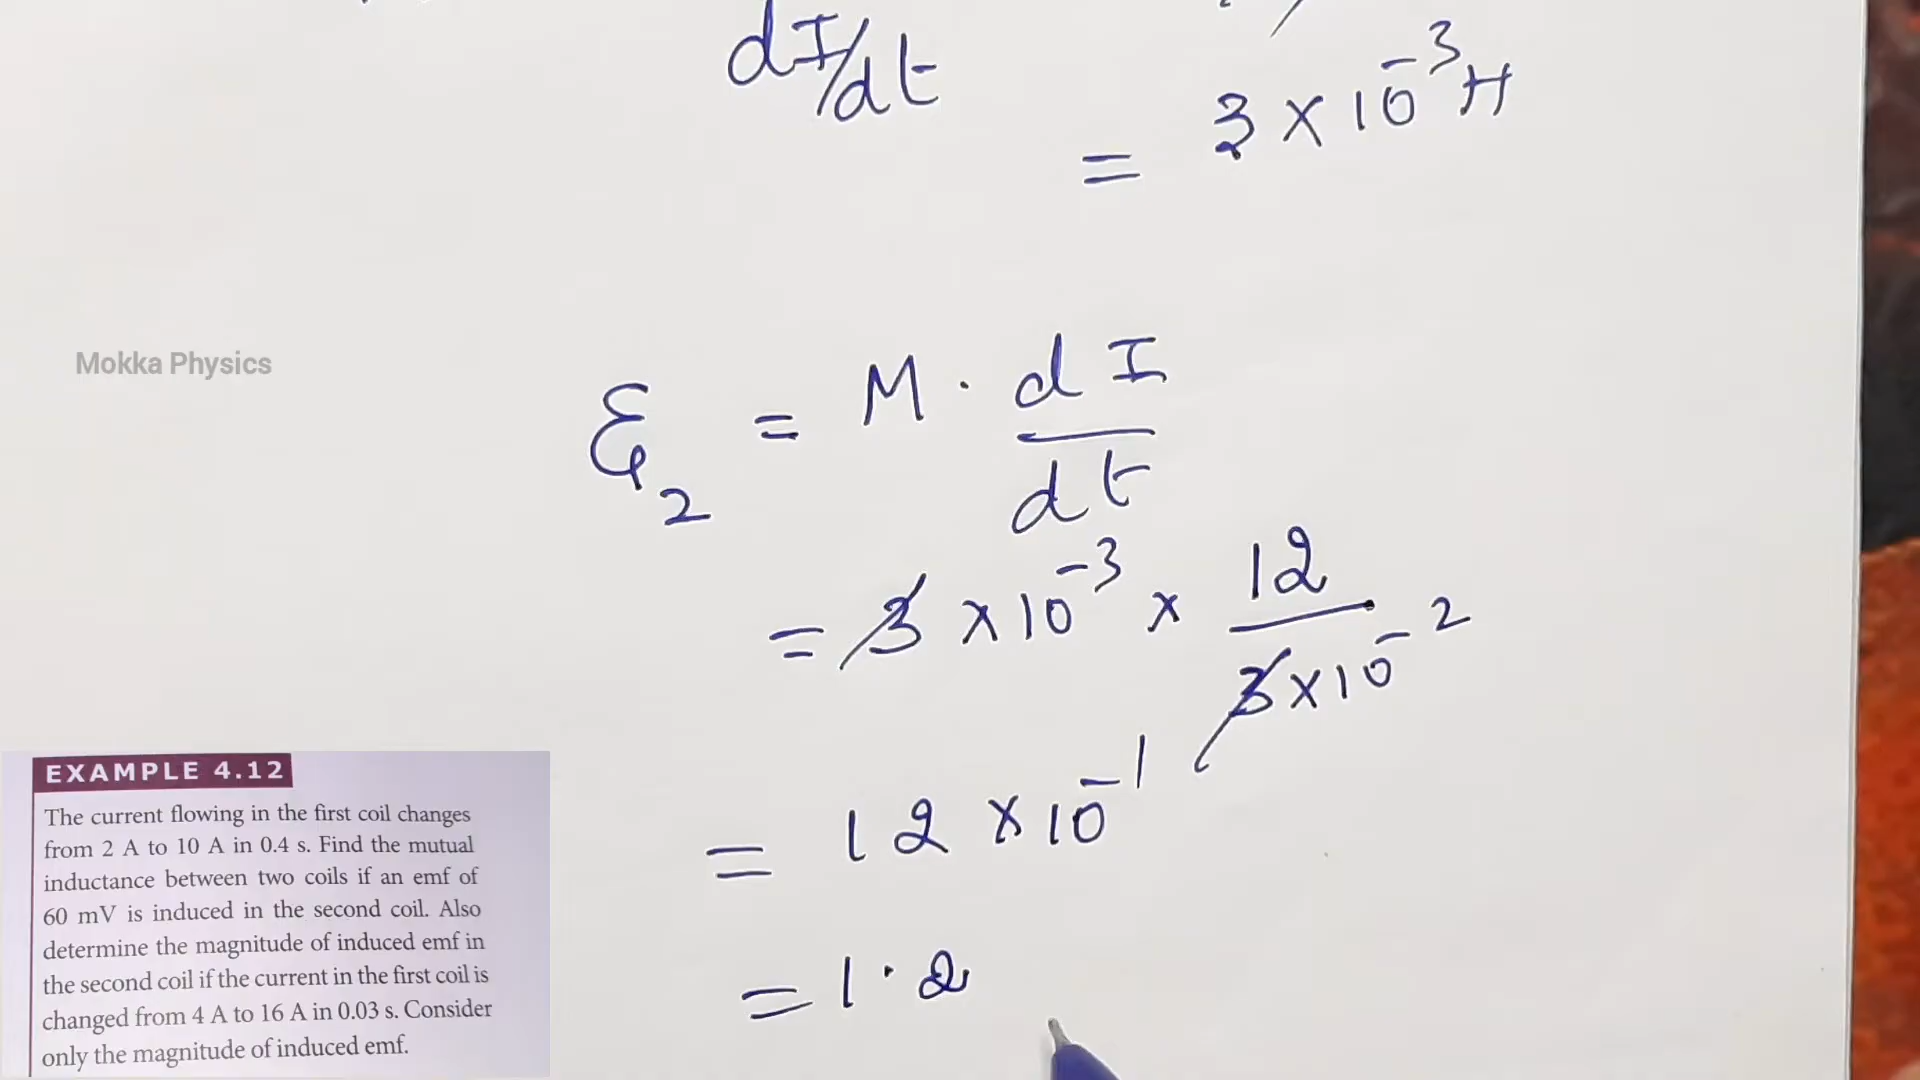 dI/dt
= 3 × 10⁻³ H
Mokka Physics
ℰ₂ = M · dI/dt
= 3 × 10⁻³ × 12/3×10⁻²
= 12 × 10⁻¹
= 1.2
EXAMPLE 4.12
The current flowing in the first coil changes
from 2 A to 10 A in 0.4 s. Find the mutual
inductance between two coils if an emf of
60 mV is induced in the second coil. Also
determine the magnitude of induced emf in
the second coil if the current in the first coil is
changed from 4 A to 16 A in 0.03 s. Consider
only the magnitude of induced emf.